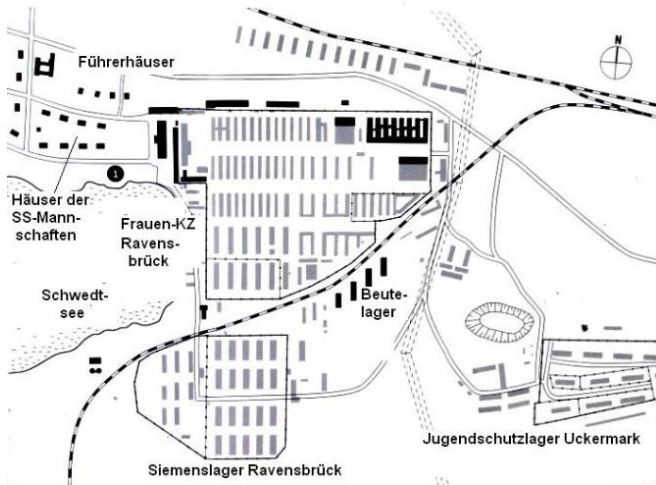 N
Führerhäuser
1
Häuser der
SS-Mann-
schaften
Frauen-KZ
Ravens-
brück
Schwedt-
see
Beute-
lager
Jugendschutzlager Uckermark
Siemenslager Ravensbrück